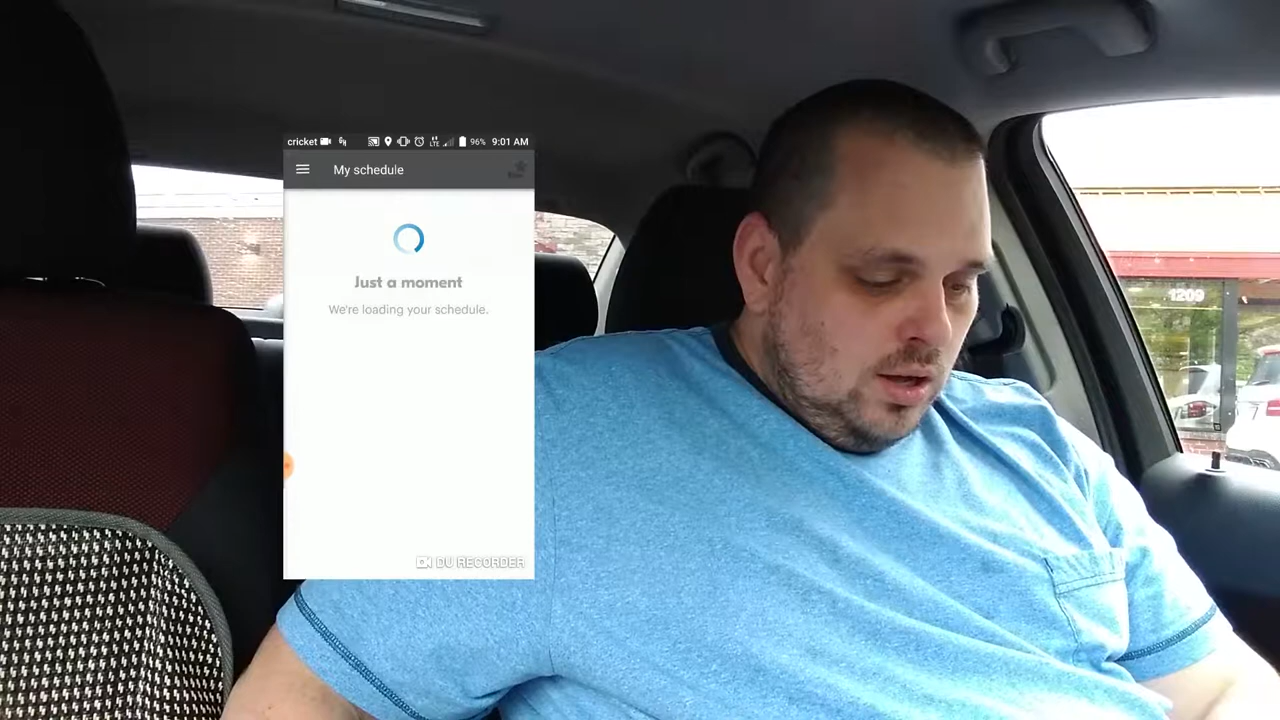 cricket 96% 9:01 AM
My schedule
Just a moment
We're loading your schedule.
DU RECORDER
1209